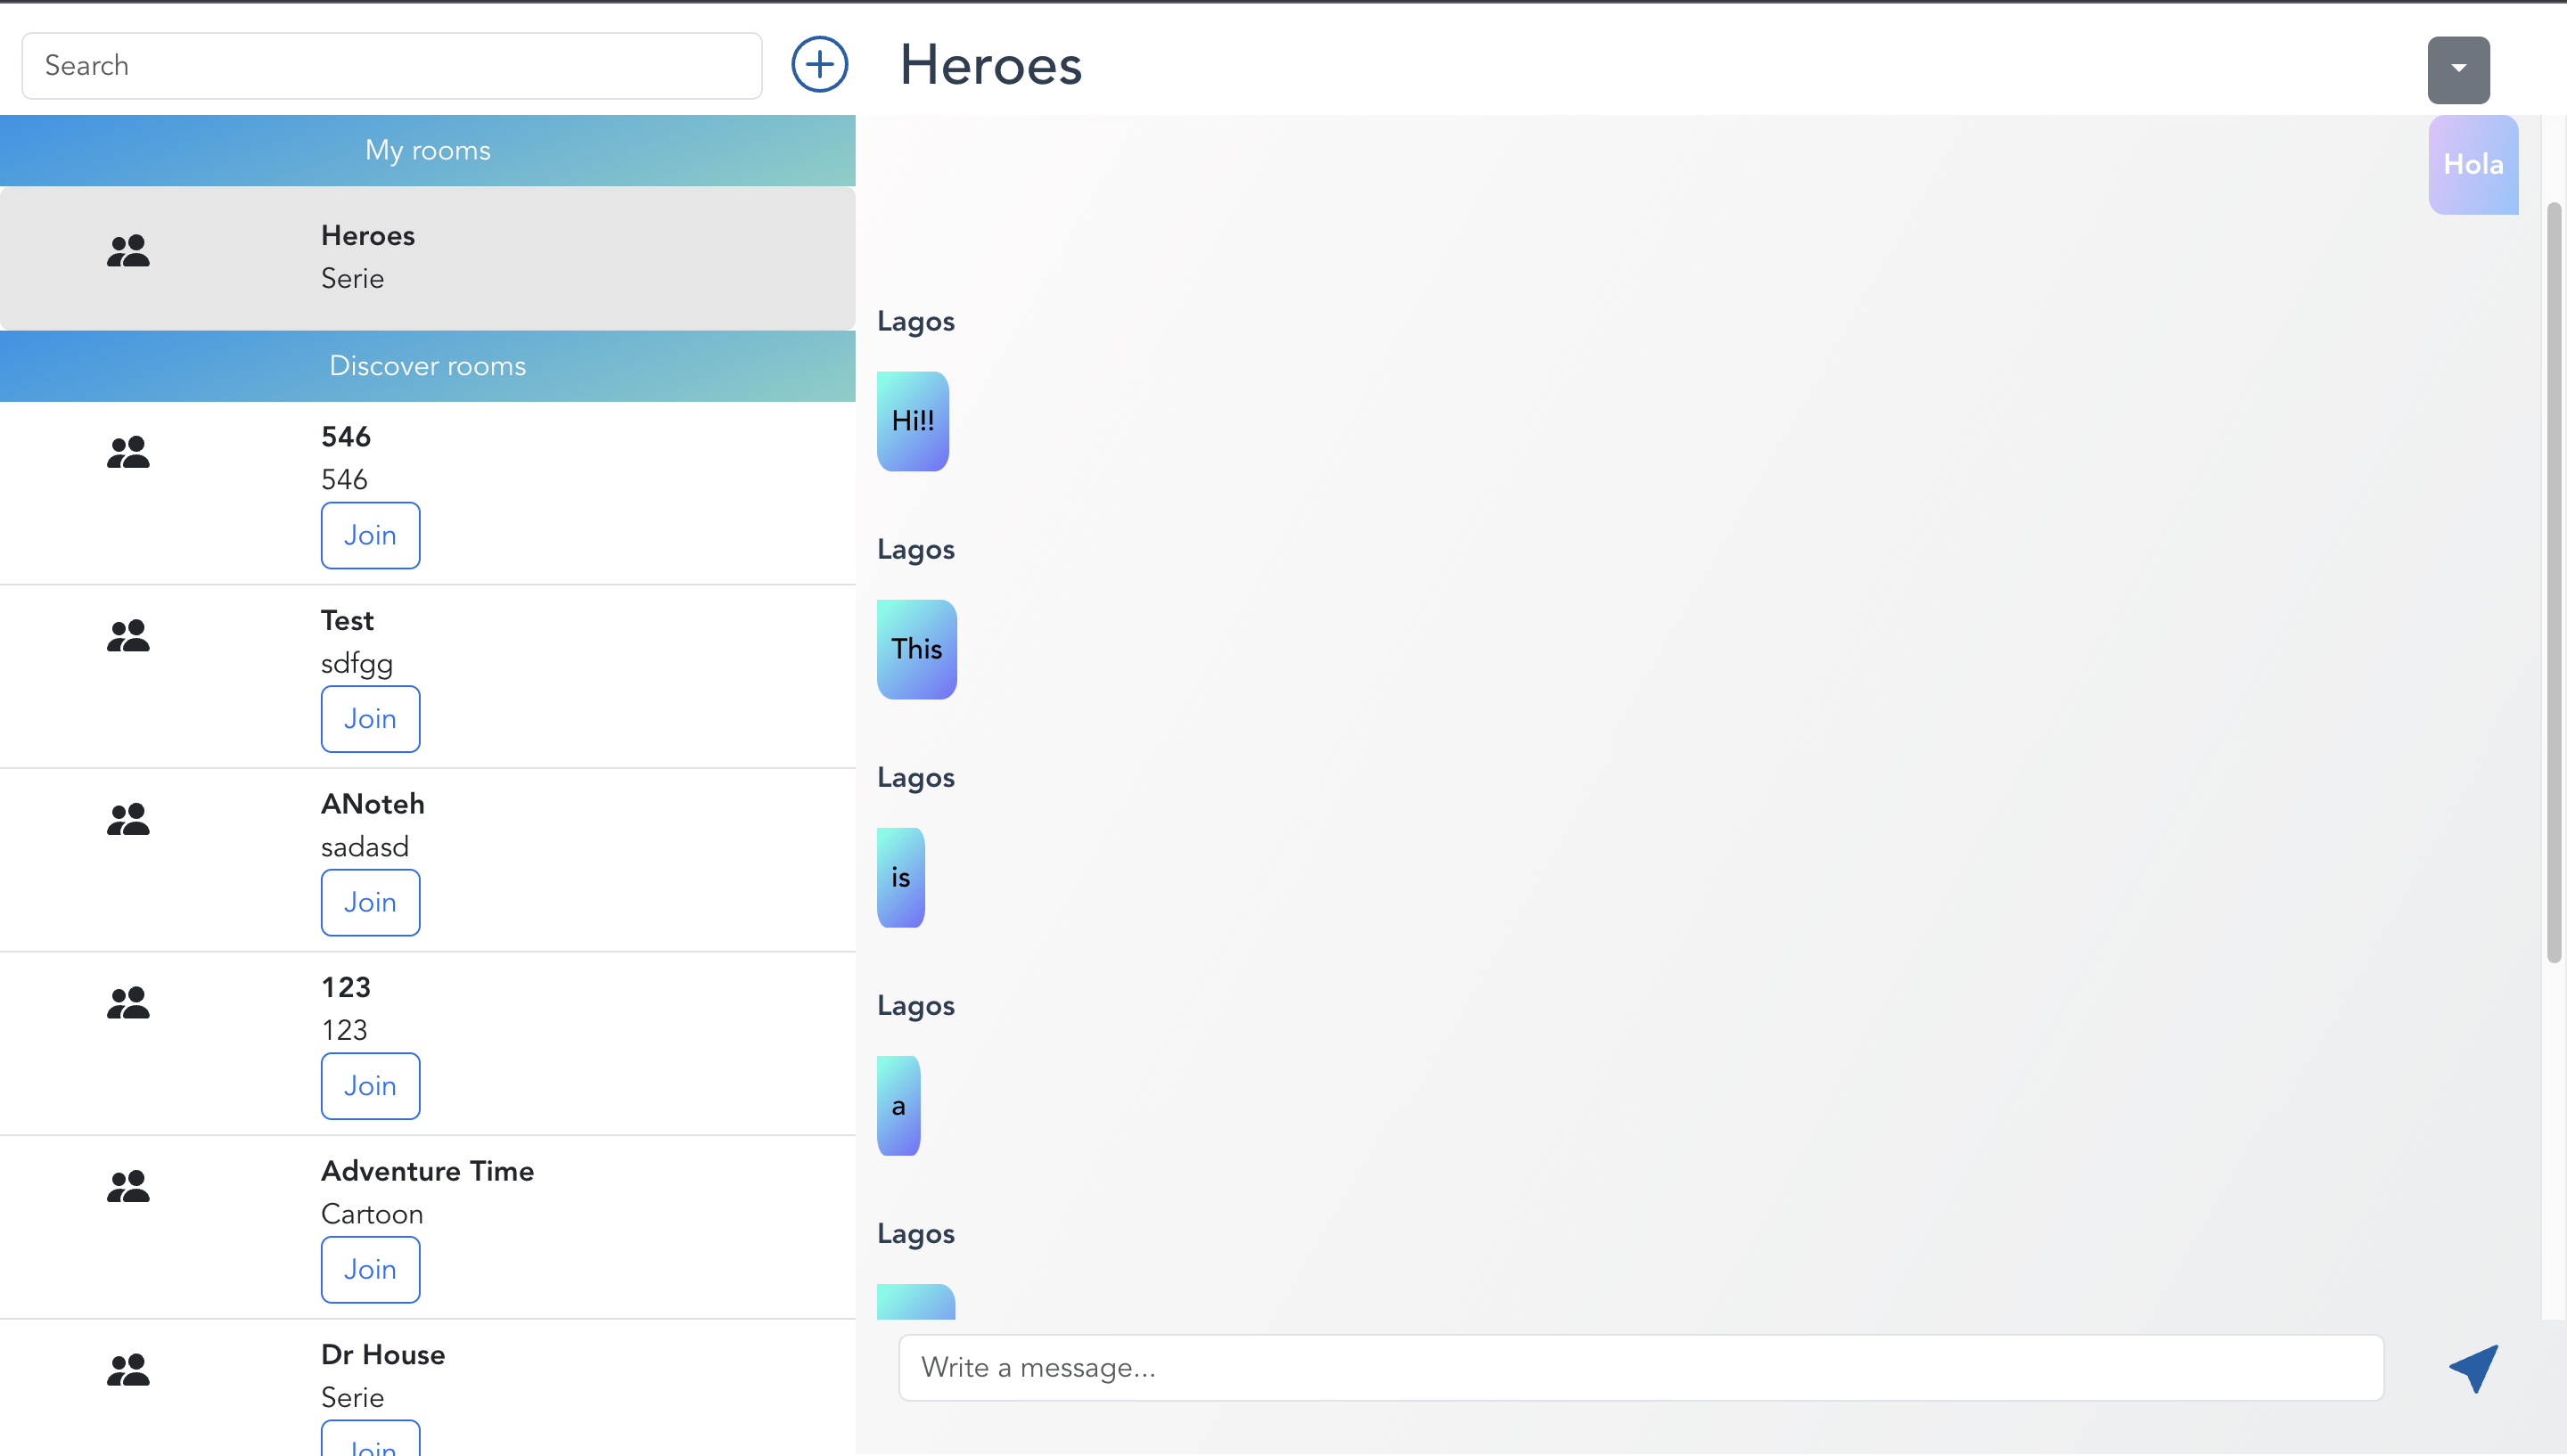 Search
My rooms
Heroes
Serie
Discover rooms
546
546
Join
Test
sdfgg
Join
ANoteh
sadasd
Join
123
123
Join
Adventure Time
Cartoon
Join
Dr House
Serie
Join
Heroes
Hola
Lagos
Hi!!
Lagos
This
Lagos
is
Lagos
a
Lagos
Write a message...